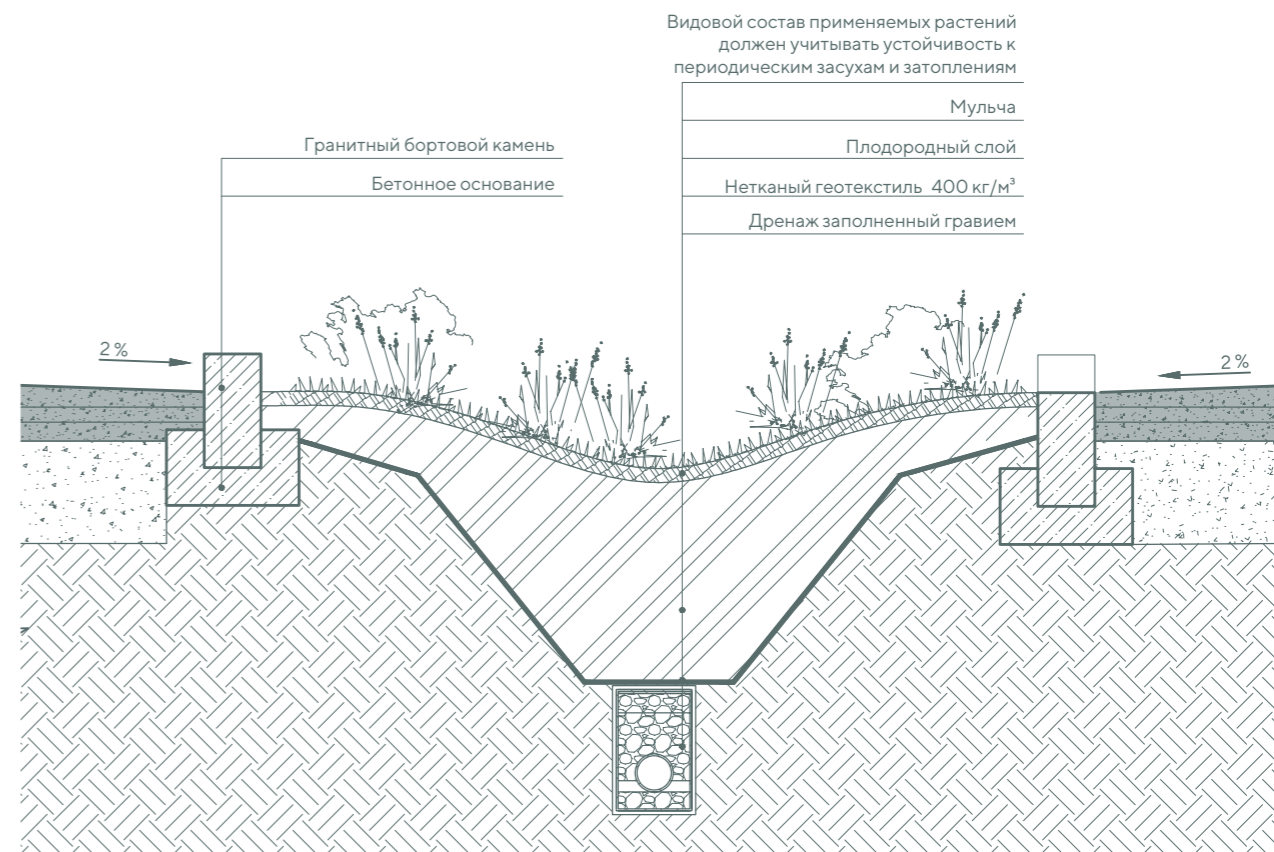 Видовой состав применяемых растений
должен учитывать устойчивость к
периодическим засухам и затоплениям
Мульча
Плодородный слой
Нетканый геотекстиль 400 кг/м³
Дренаж заполненный гравием
Гранитный бортовой камень
Бетонное основание
2 %
2 %